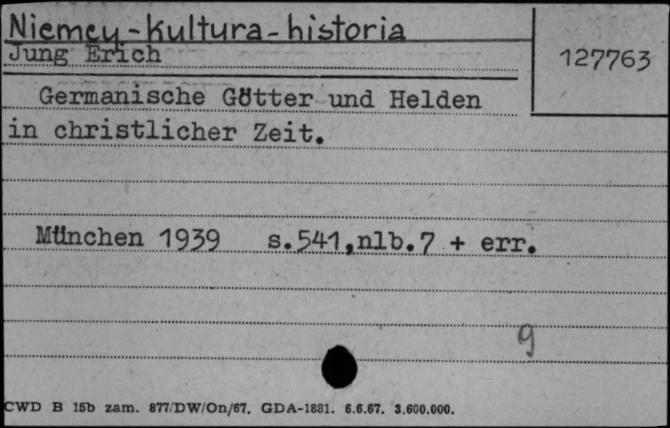 Niemcy-kultura-historia
Jung Erich
127763
Germanische Götter und Helden
in christlicher Zeit.
München 1939 s.541,nlb.7 + err.
9
CWD B 15b zam. 877/DW/On/67. GDA-1881. 6.6.67. 3.600.000.